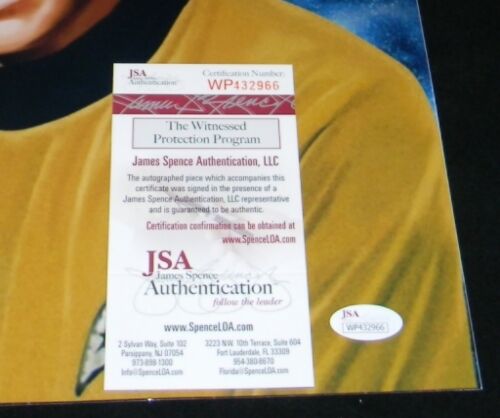 JSA
Authentication
Certification Number:
WP432966
The Witnessed
Protection Program
James Spence Authentication, LLC
The autographed piece which accompanies this
certificate was signed in the presence of a
James Spence Authentication, LLC representative
and is guaranteed to be authentic.
Certification confirmation can be obtained at
www.SpenceLOA.com
JSA
James Spence
Authentication
follow the leader
www.SpenceLOA.com
2 Sylvan Way, Suite 102
Parsippany, NJ 07054
973-898-1300
Info@SpenceLOA.com
3223 N.W. 10th Terrace, Suite 604
Fort Lauderdale, FL 33309
954-380-8670
Florida@SpenceLOA.com
JSA
WP432966